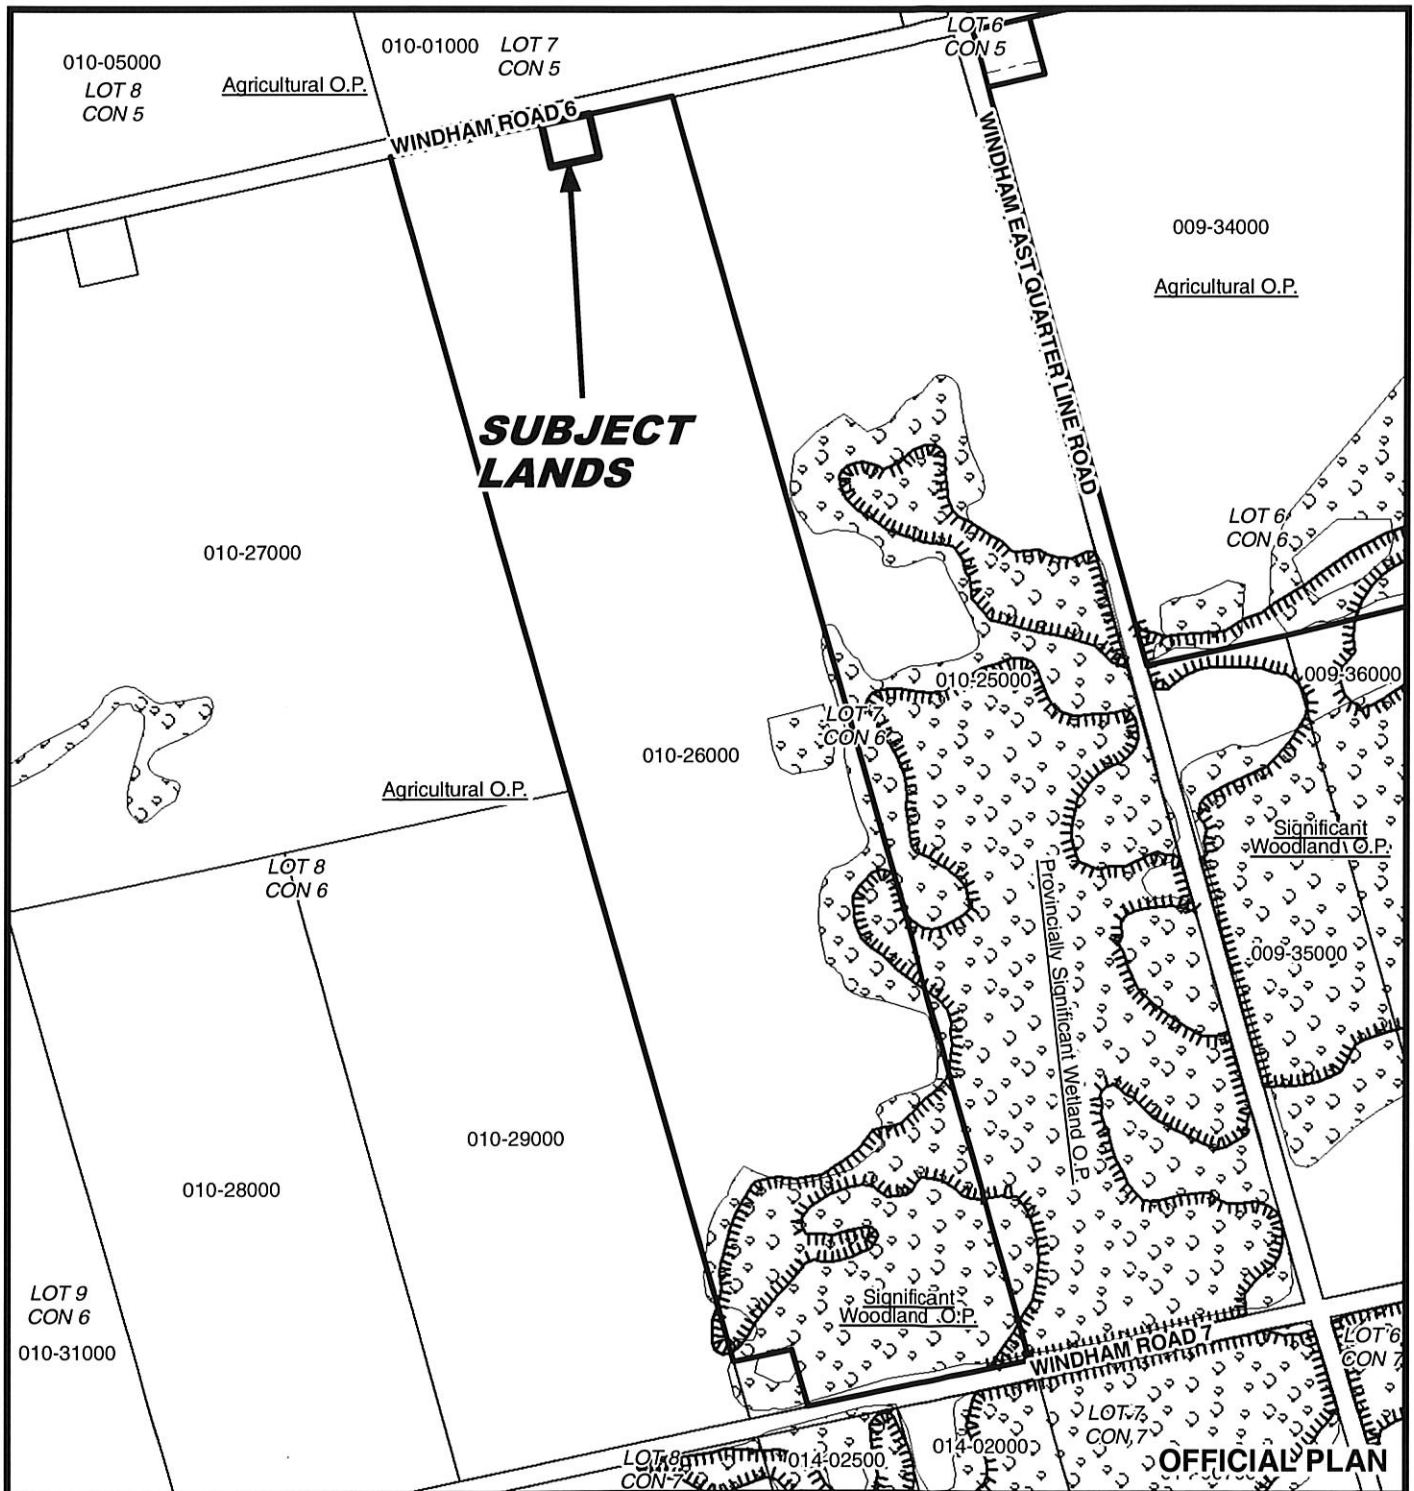 010-05000
LOT 8
CON 5
Agricultural O.P.
010-01000
LOT 7
CON 5
LOT 6
CON 5
WINDHAM ROAD 6
WINDHAM EAST QUARTER LINE ROAD
009-34000
Agricultural O.P.
SUBJECT
LANDS
010-27000
LOT 6
CON 6
009-36000
010-25000
LOT 7
CON 6
010-26000
Agricultural O.P.
LOT 8
CON 6
Significant
Woodland O.P.
Provincially Significant Wetland O.P.
009-35000
010-29000
010-28000
LOT 9
CON 6
010-31000
Significant
Woodland O.P.
WINDHAM ROAD 7
LOT 6
CON 7
LOT 7
CON 7
LOT 8
CON 7
014-02500
014-02000
OFFICIAL PLAN